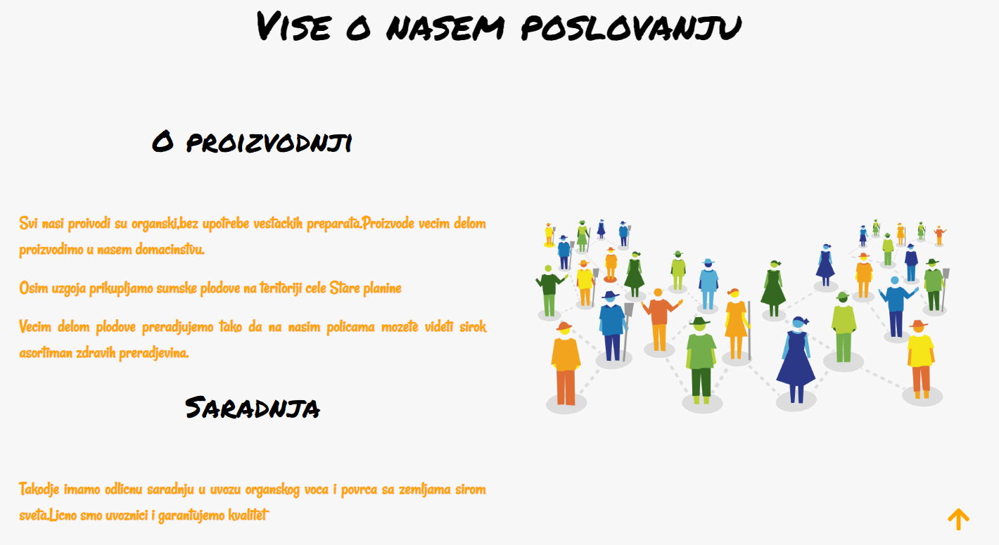 Vise o nasem poslovanju
O proizvodnji
Svi nasi proivodi su organski,bez upotrebe vestackih preparata.Proizvode vecim delom
proizvodimo u nasem domacinstvu.
Osim uzgoja prikupljamo sumske plodove na teritoriji cele Stare planine
Vecim delom plodove preradjujemo tako da na nasim policama mozete videti sirok
asortiman zdravih preradjevina.
Saradnja
Takodje imamo odlicnu saradnju u uvozu organskog voca i povrca sa zemljama sirom
sveta.Licno smo uvoznici i garantujemo kvalitet